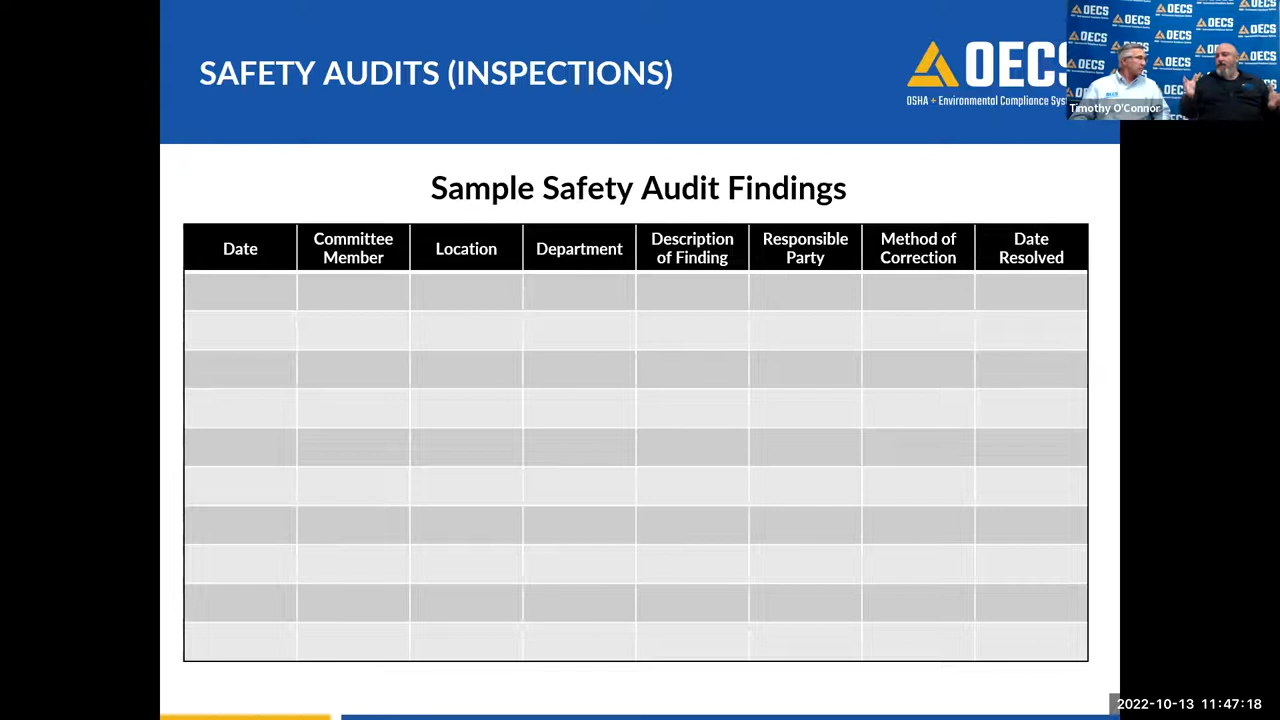 SAFETY AUDITS (INSPECTIONS)
OECS
OSHA + Environmental Compliance
Timothy O'Connor
Sample Safety Audit Findings
Date
Committee
Member
Location
Department
Description
of Finding
Responsible
Party
Method of
Correction
Date
Resolved
2022-10-13 11:47:18